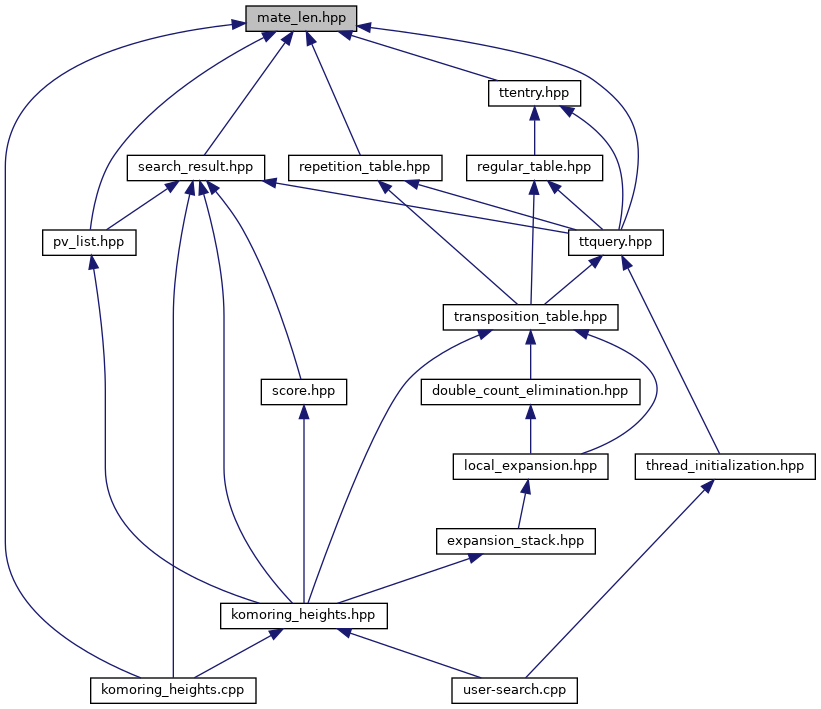 mate_len.hpp
ttentry.hpp
search_result.hpp
repetition_table.hpp
regular_table.hpp
pv_list.hpp
ttquery.hpp
transposition_table.hpp
score.hpp
double_count_elimination.hpp
local_expansion.hpp
thread_initialization.hpp
expansion_stack.hpp
komoring_heights.hpp
komoring_heights.cpp
user-search.cpp